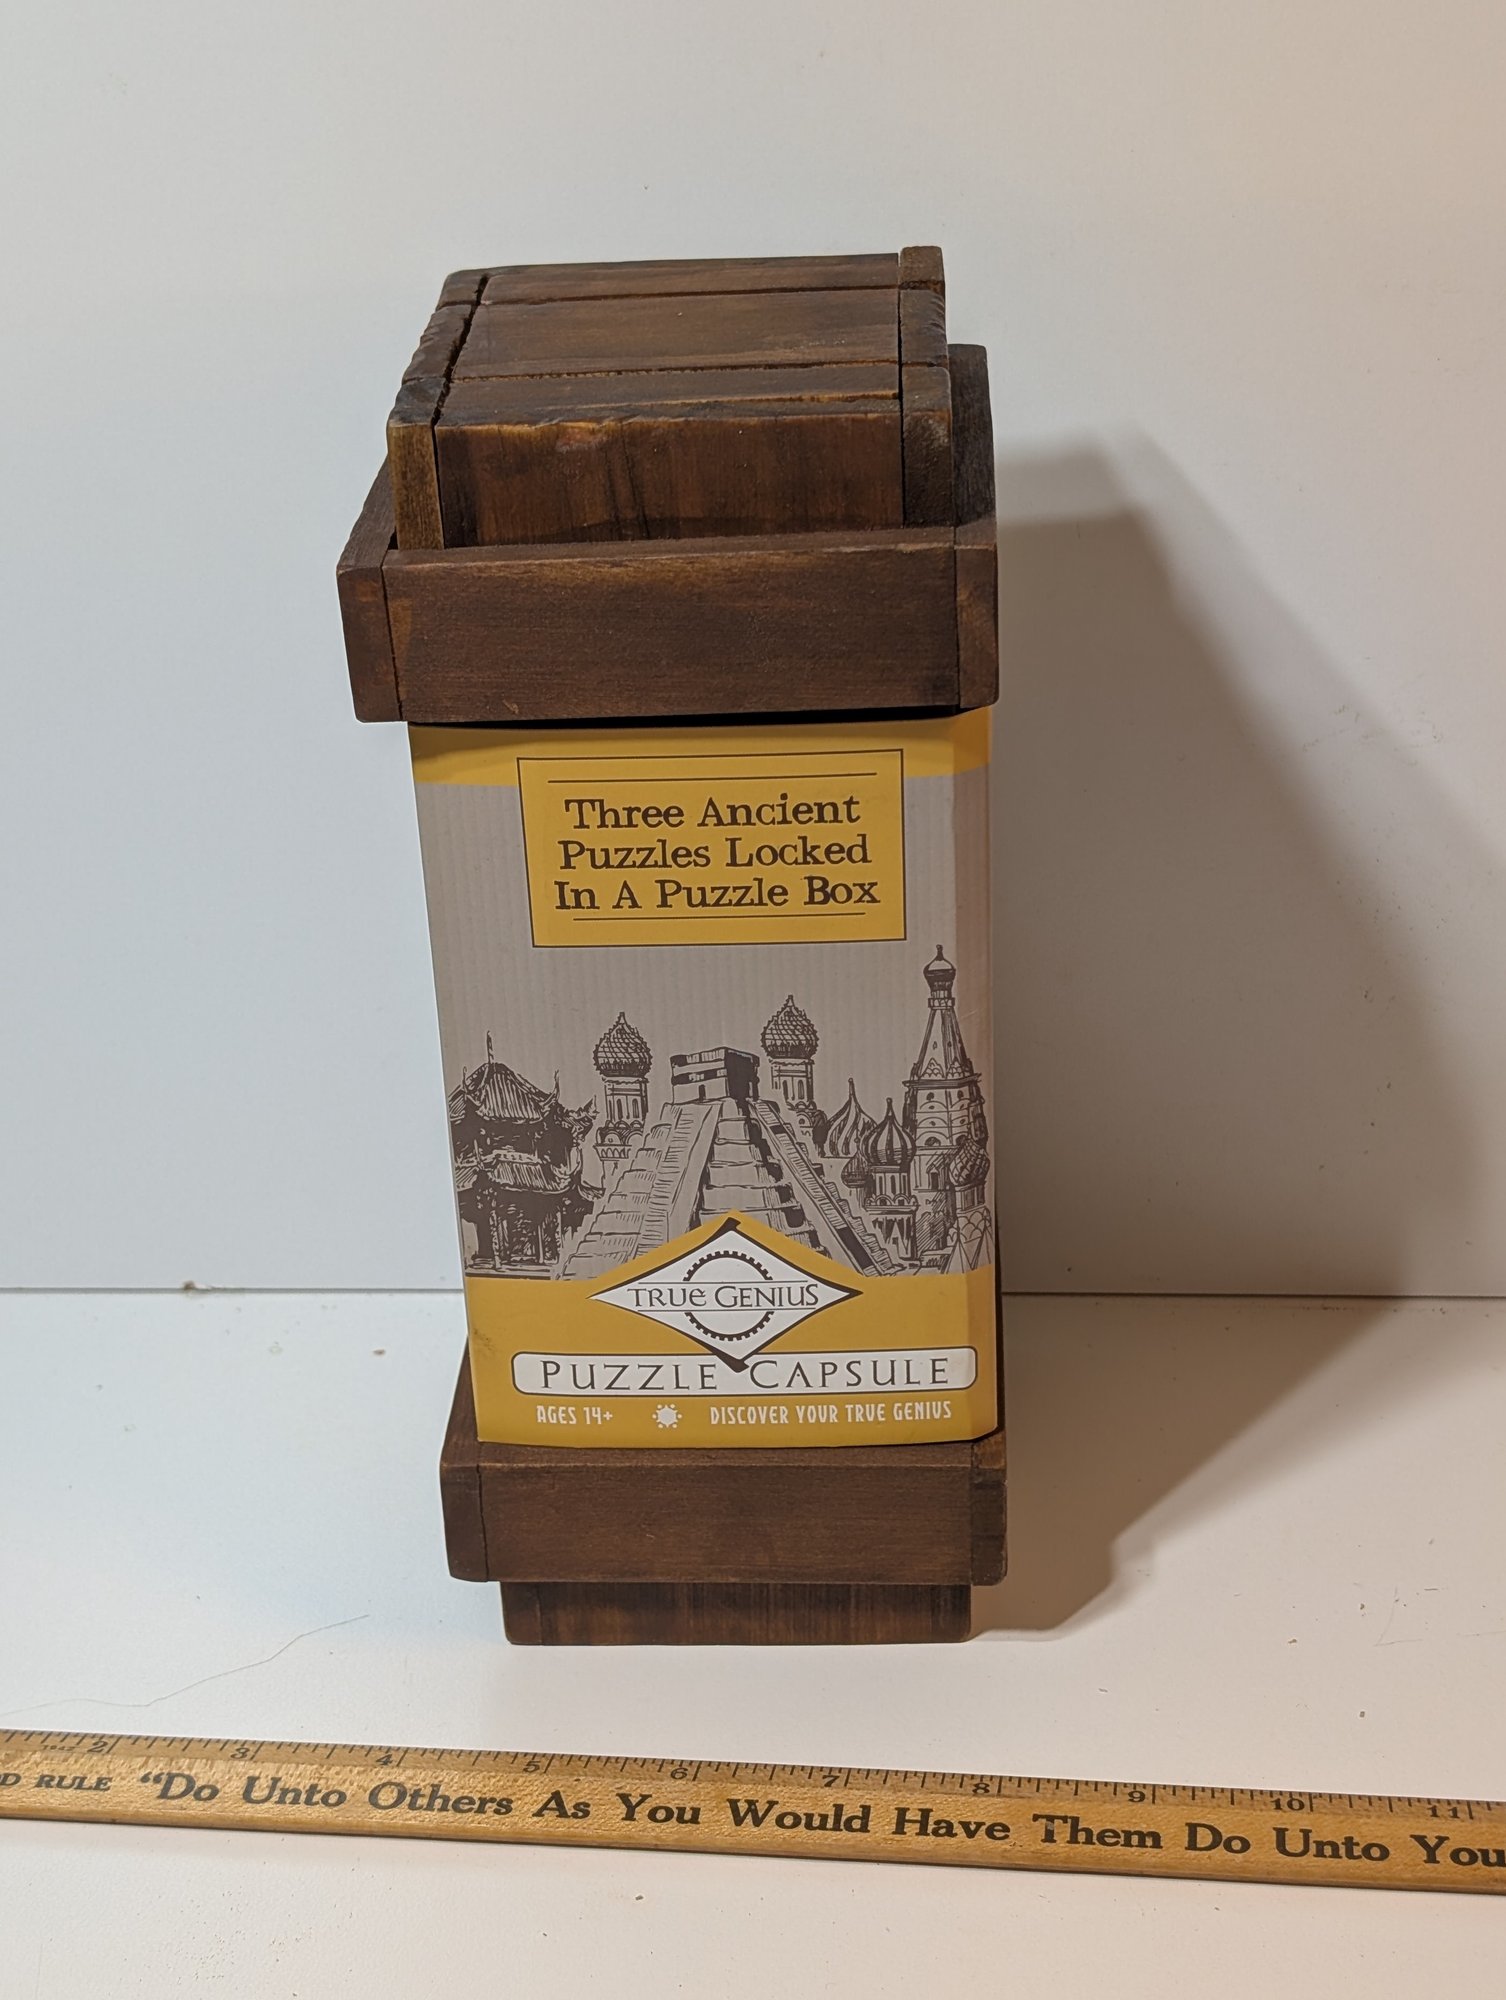 Three Ancient
Puzzles Locked
In A Puzzle Box
TRUE GENIUS
PUZZLE CAPSULE
AGES 14+ DISCOVER YOUR TRUE GENIUS
2 3 4 5 6 7 8 9 10 11
RULE "Do Unto Others As You Would Have Them Do Unto You